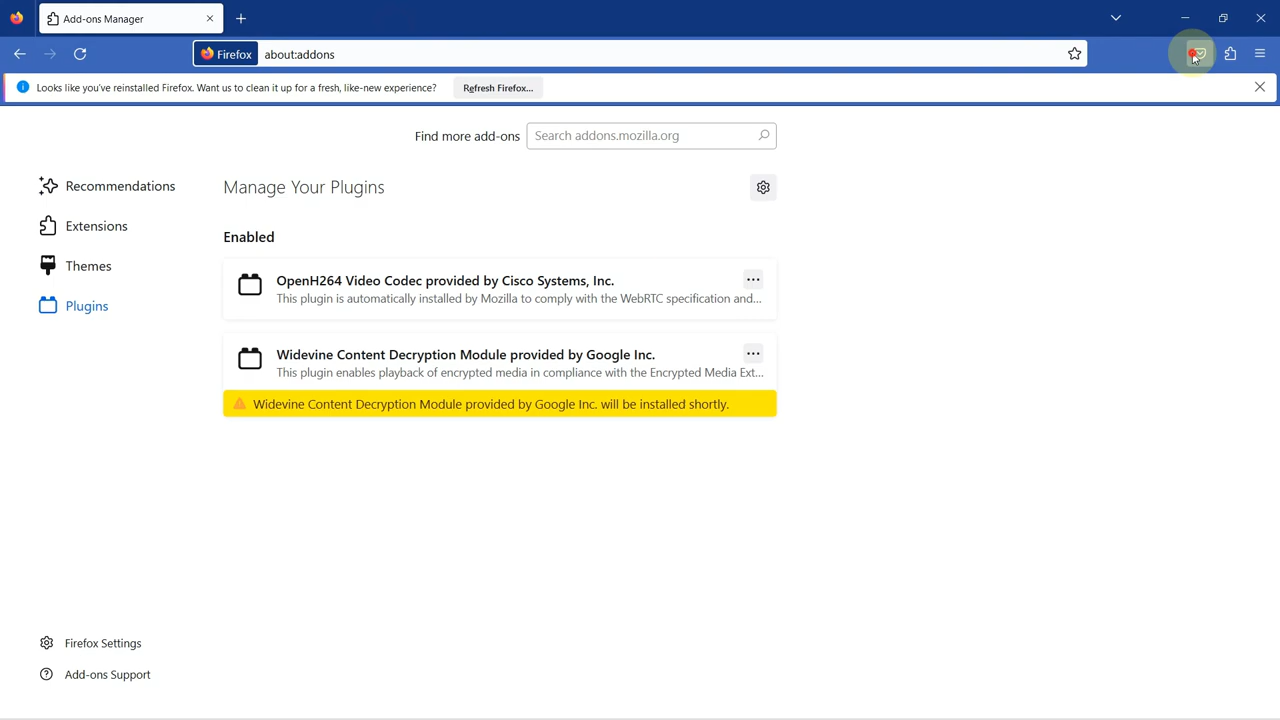 Add-ons Manager
Firefox
about:addons
Looks like you've reinstalled Firefox. Want us to clean it up for a fresh, like-new experience?
Refresh Firefox...
Find more add-ons
Search addons.mozilla.org
Recommendations
Extensions
Themes
Plugins
Manage Your Plugins
Enabled
OpenH264 Video Codec provided by Cisco Systems, Inc.
This plugin is automatically installed by Mozilla to comply with the WebRTC specification and...
Widevine Content Decryption Module provided by Google Inc.
This plugin enables playback of encrypted media in compliance with the Encrypted Media Ext...
Widevine Content Decryption Module provided by Google Inc. will be installed shortly.
Firefox Settings
Add-ons Support